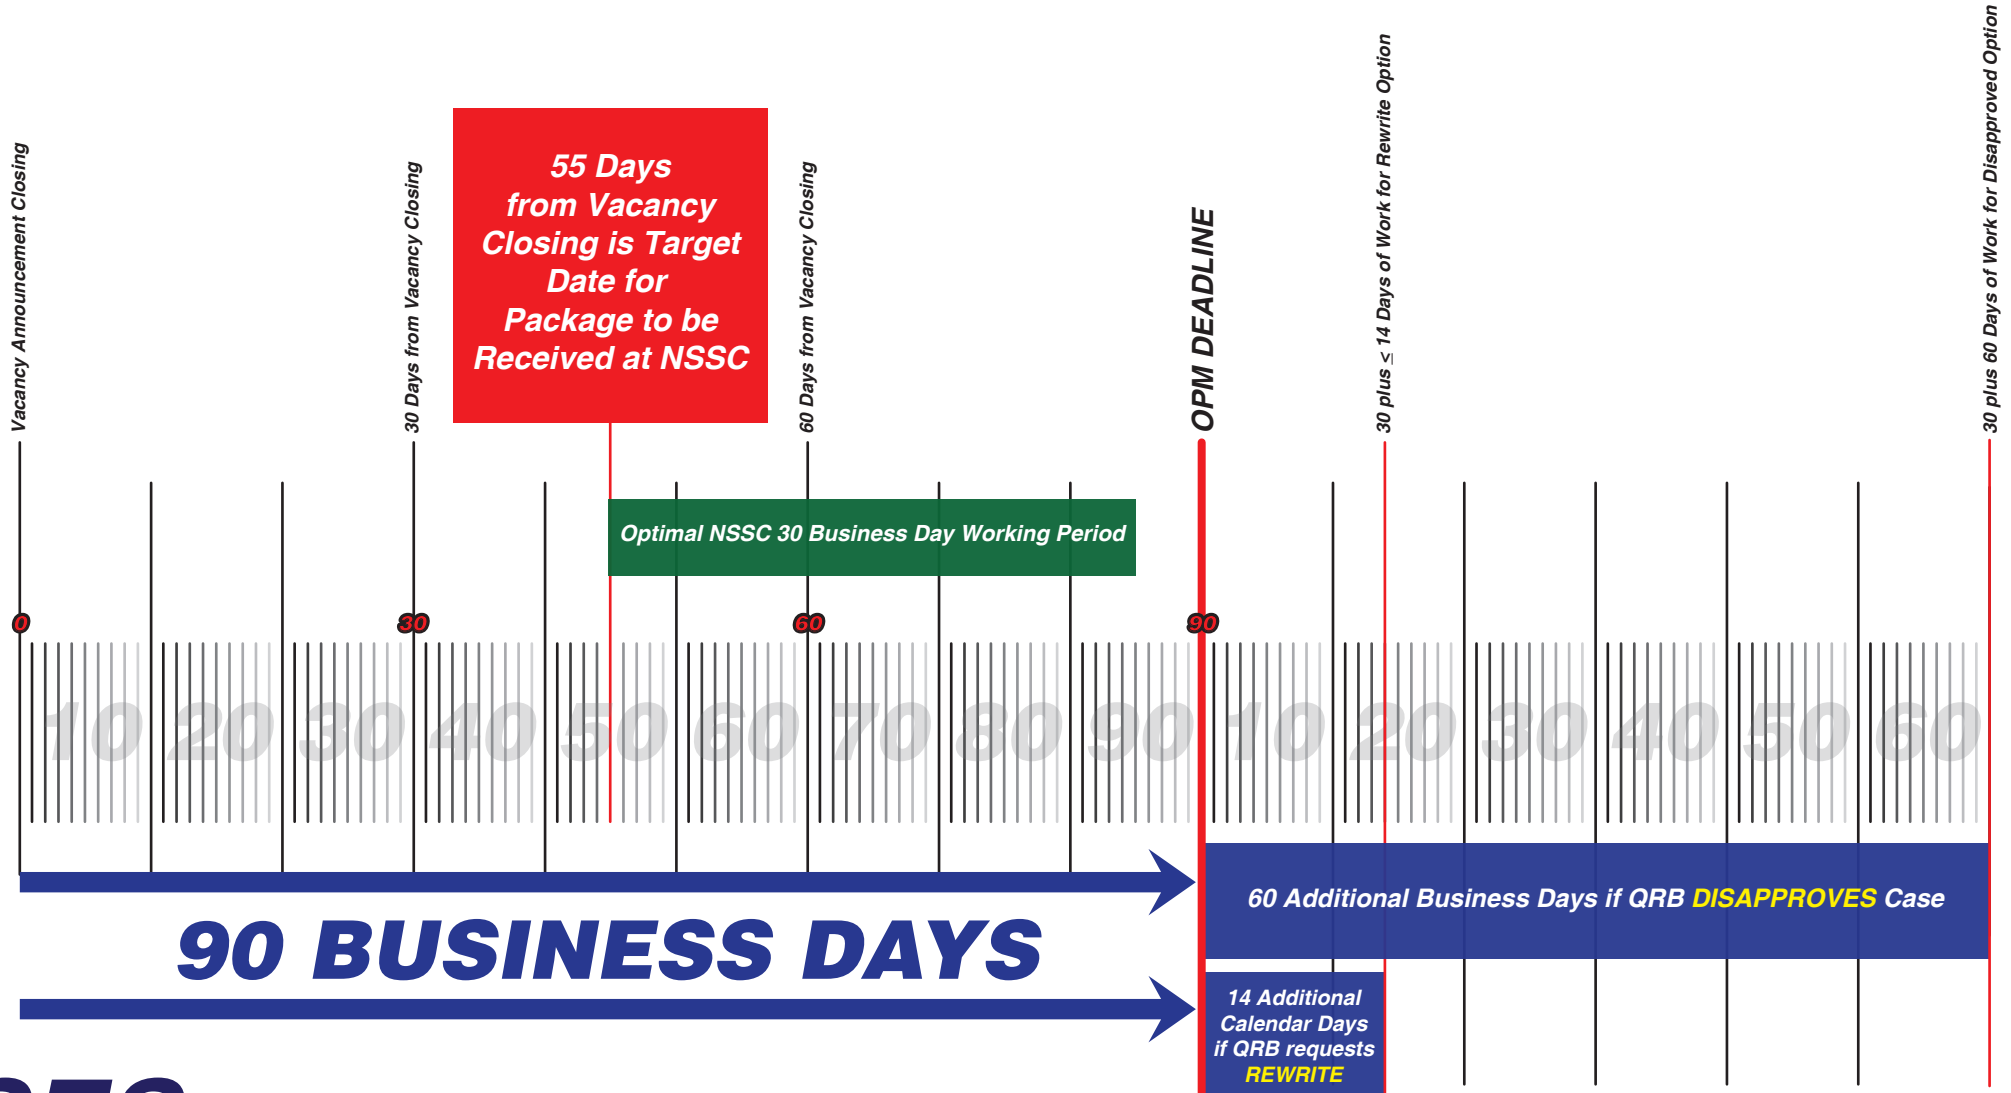 Vacancy Announcement Closing
30 Days from Vacancy Closing
55 Days
from Vacancy
Closing is Target
Date for
Package to be
Received at NSSC
60 Days from Vacancy Closing
OPM DEADLINE
30 plus ≤ 14 Days of Work for Rewrite Option
30 plus 60 Days of Work for Disapproved Option
Optimal NSSC 30 Business Day Working Period
0 30 60 90
10 20 30 40 50 60 70 80 90 10 20 30 40 50 60
60 Additional Business Days if QRB DISAPPROVES Case
90 BUSINESS DAYS
14 Additional
Calendar Days
if QRB requests
REWRITE